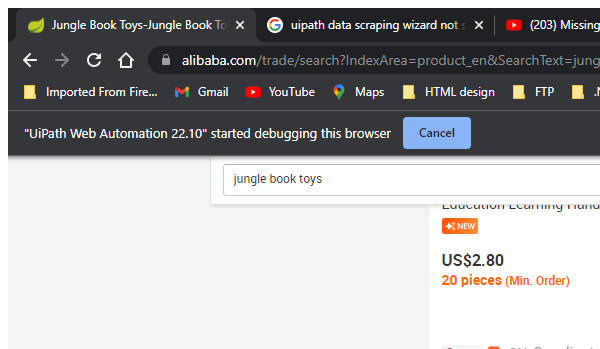 Jungle Book Toys-Jungle Book To
uipath data scraping wizard not s
(203) Missing
alibaba.com/trade/search?IndexArea=product_en&SearchText=jung
Imported From Fire... Gmail YouTube Maps HTML design FTP
"UiPath Web Automation 22.10" started debugging this browser Cancel
jungle book toys
Education Learning Hand
NEW
US$2.80
20 pieces (Min. Order)